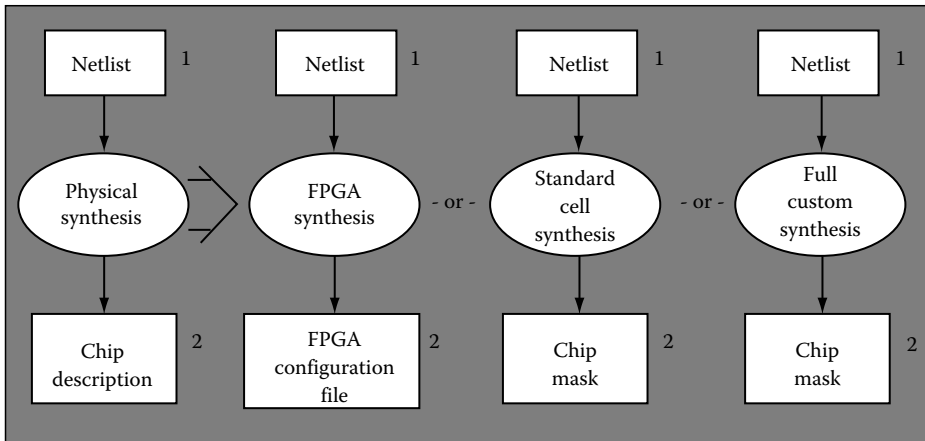 Netlist
1
Netlist
1
Netlist
1
Netlist
1
Physical
synthesis
FPGA
synthesis
- or -
Standard
cell
synthesis
- or -
Full
custom
synthesis
Chip
description
2
FPGA
configuration
file
2
Chip
mask
2
Chip
mask
2